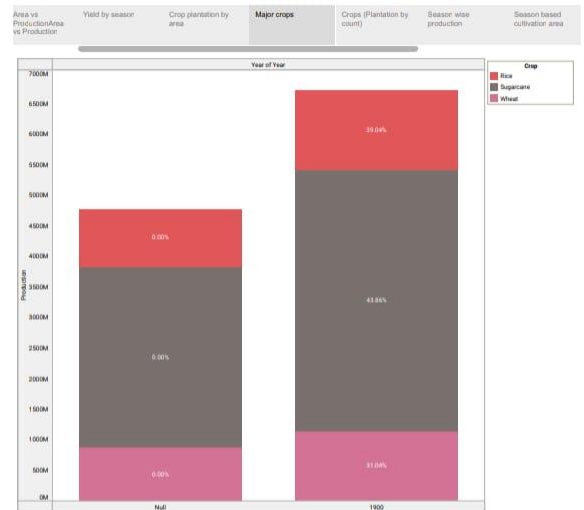 Area vs
ProductionArea
vs Production
Yield by season
Crop plantation by
area
Major crops
Crops (Plantation by
count)
Season wise
production
Season based
cultivation area
Year of Year
Crop
Rice
Sugarcane
Wheat
Production
7000M
6500M
6000M
5500M
5000M
4500M
4000M
3500M
3000M
2500M
2000M
1500M
1000M
500M
0M
0.00%
0.00%
0.00%
39.04%
43.86%
31.04%
Null
1900